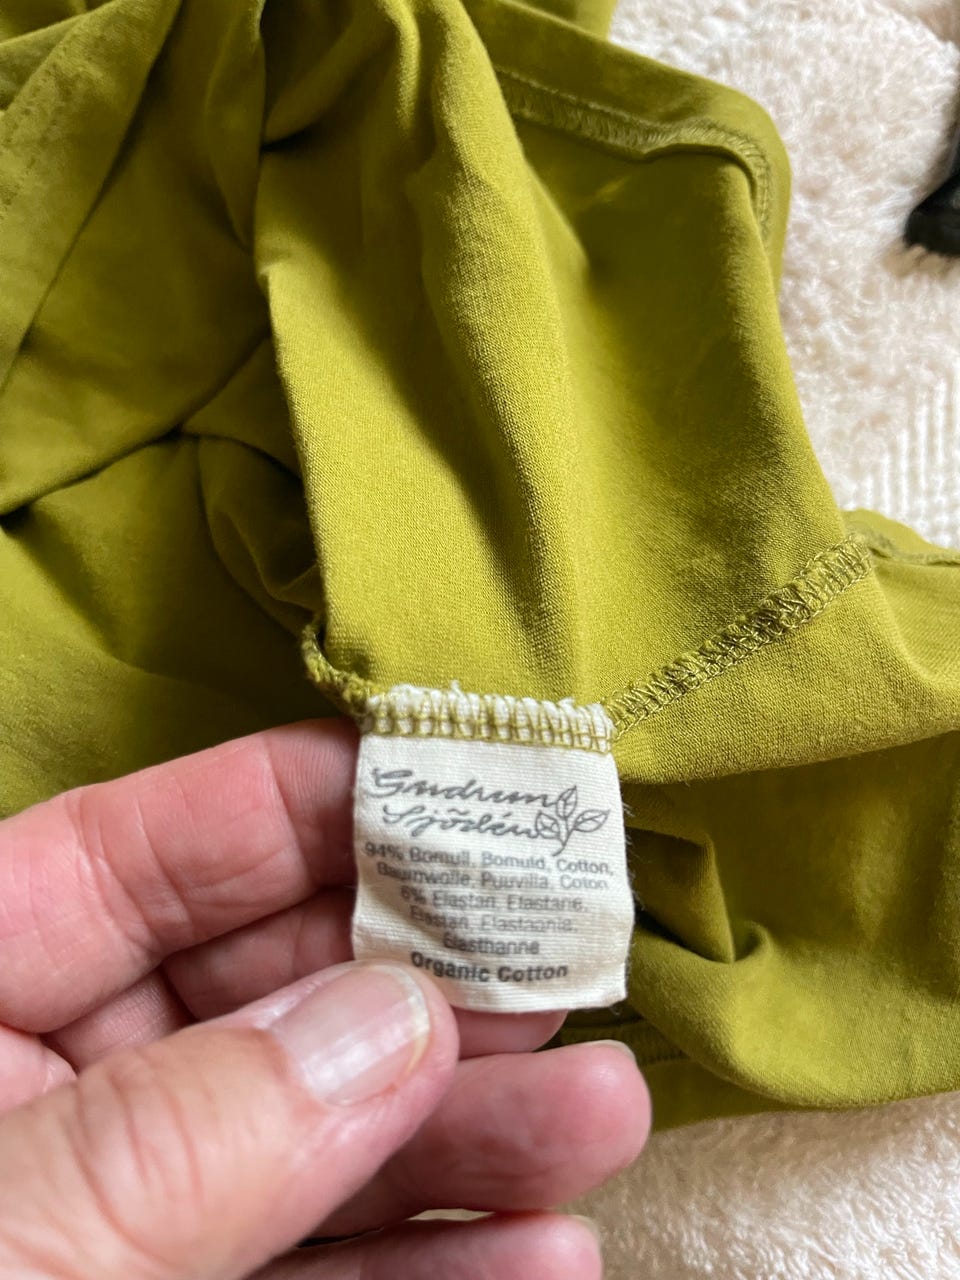 Gudrun
Sjödén
94% Bomull, Bomuld, Cotton,
Baumwolle, Puuvilla, Coton
6% Elastan, Elastane,
Elastan, Elastaania,
Elasthanne
Organic Cotton